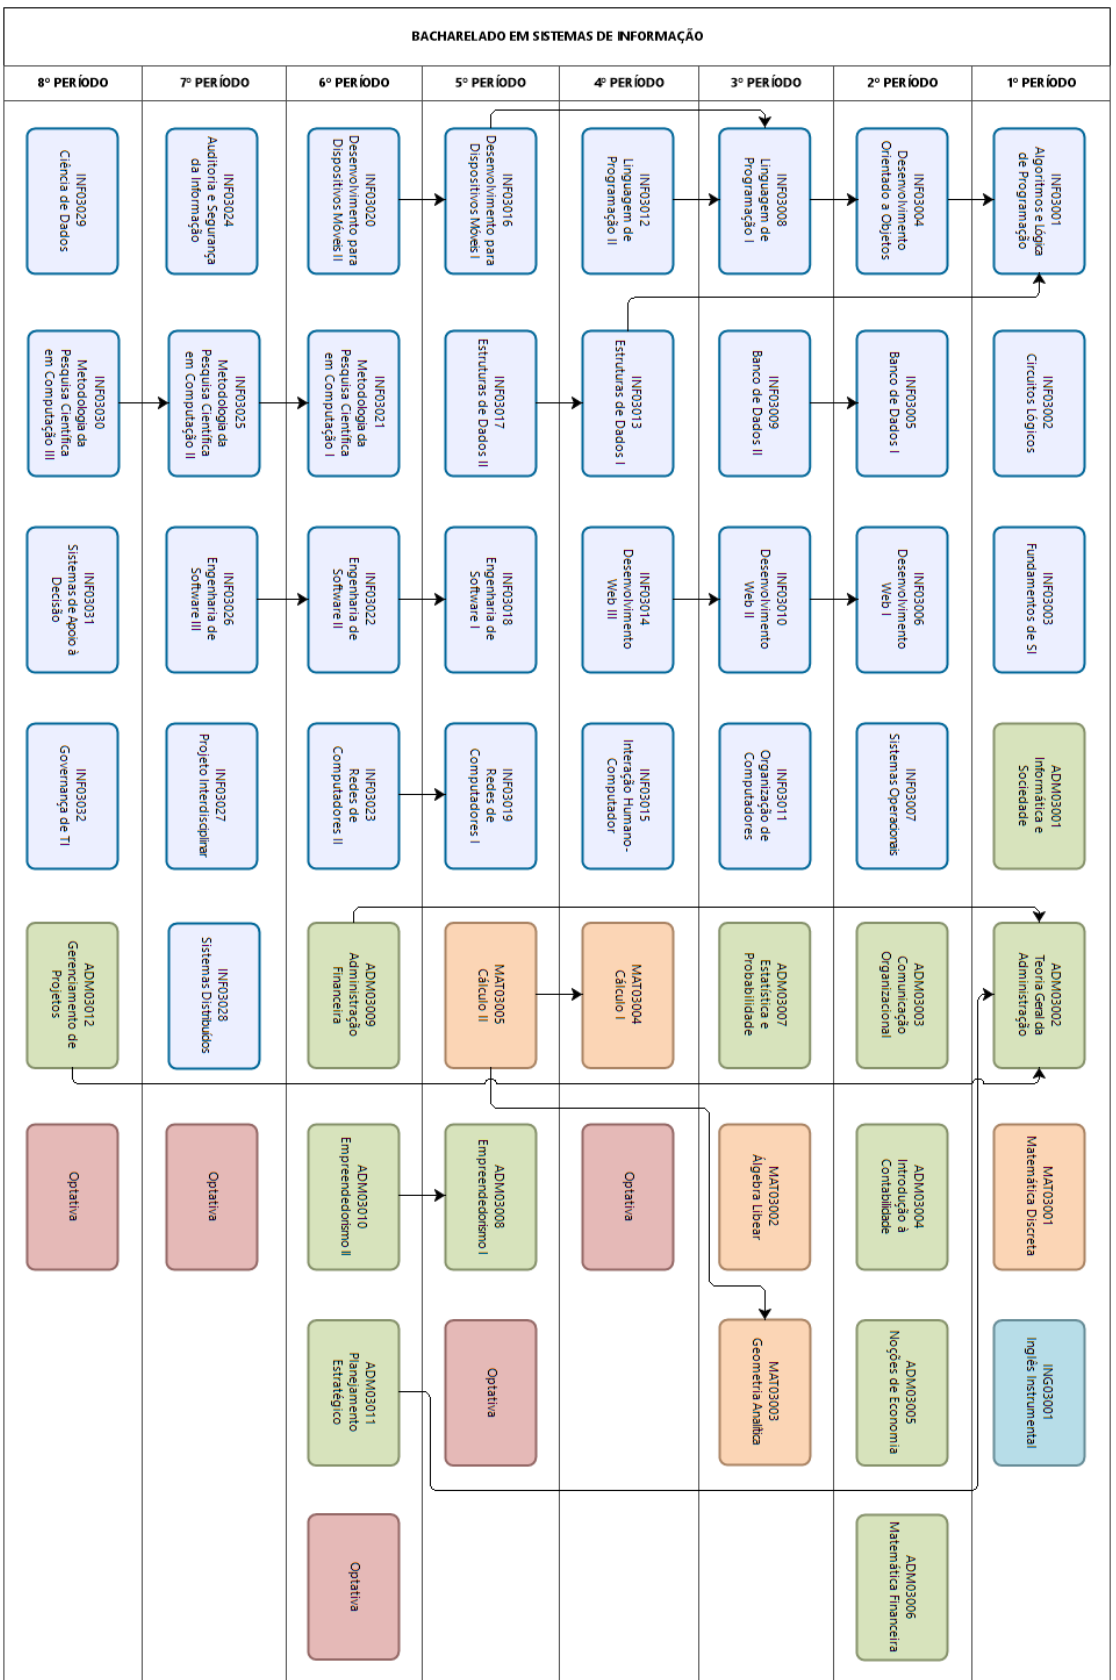 BACHARELADO EM SISTEMAS DE INFORMAÇÃO
8º PERÍODO
7º PERÍODO
6º PERÍODO
5º PERÍODO
4º PERÍODO
3º PERÍODO
2º PERÍODO
1º PERÍODO
INF03029
Ciência de Dados
INF03024
Auditoria e Segurança
da Informação
INF03020
Desenvolvimento para
Dispositivos Móveis II
INF03016
Desenvolvimento para
Dispositivos Móveis I
INF03012
Linguagem de
Programação II
INF03008
Linguagem de
Programação I
INF03004
Desenvolvimento
Orientado a Objetos
INF03001
Algoritmos e Lógica
de Programação
INF03030
Metodologia da
Pesquisa Científica
em Computação III
INF03025
Metodologia da
Pesquisa Científica
em Computação II
INF03021
Metodologia da
Pesquisa Científica
em Computação I
INF03017
Estruturas de Dados II
INF03013
Estruturas de Dados I
INF03009
Banco de Dados II
INF03005
Banco de Dados I
INF03002
Circuitos Lógicos
INF03031
Sistemas de Apoio à
Decisão
INF03026
Engenharia de
Software III
INF03022
Engenharia de
Software II
INF03018
Engenharia de
Software I
INF03014
Desenvolvimento
Web III
INF03010
Desenvolvimento
Web II
INF03006
Desenvolvimento
Web I
INF03003
Fundamentos de SI
INF03032
Governança de TI
INF03027
Projeto Interdisciplinar
INF03023
Redes de
Computadores II
INF03019
Redes de
Computadores I
INF03015
Interação Humano-
Computador
INF03011
Organização de
Computadores
INF03007
Sistemas Operacionais
ADM03001
Informática e
Sociedade
ADM03012
Gerenciamento de
Projetos
INF03028
Sistemas Distribuídos
ADM03009
Administração
Financeira
MAT03005
Cálculo II
MAT03004
Cálculo I
ADM03007
Estatística e
Probabilidade
ADM03003
Comunicação
Organizacional
ADM03002
Teoria Geral da
Administração
Optativa
Optativa
ADM03010
Empreendedorismo II
ADM03008
Empreendedorismo I
Optativa
MAT03002
Álgebra Libear
ADM03004
Introdução à
Contabilidade
MAT03001
Matemática Discreta
ADM03011
Planejamento
Estratégico
Optativa
MAT03003
Geometria Analítica
ADM03005
Noções de Economia
ING03001
Inglês Instrumental
Optativa
ADM03006
Matemática Financeira